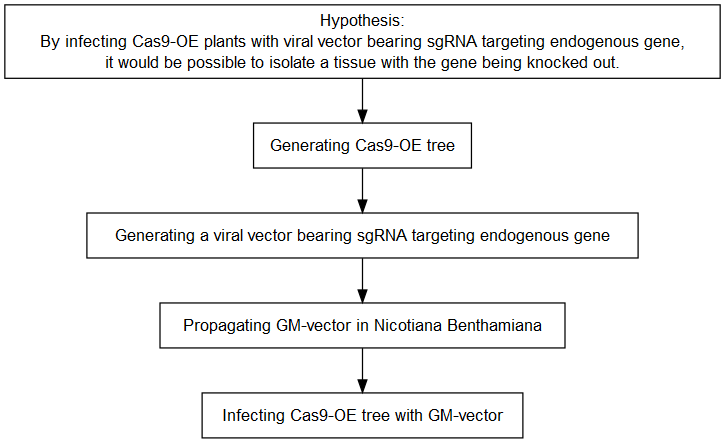 Hypothesis:
By infecting Cas9-OE plants with viral vector bearing sgRNA targeting endogenous gene,
it would be possible to isolate a tissue with the gene being knocked out.
Generating Cas9-OE tree
Generating a viral vector bearing sgRNA targeting endogenous gene
Propagating GM-vector in Nicotiana Benthamiana
Infecting Cas9-OE tree with GM-vector